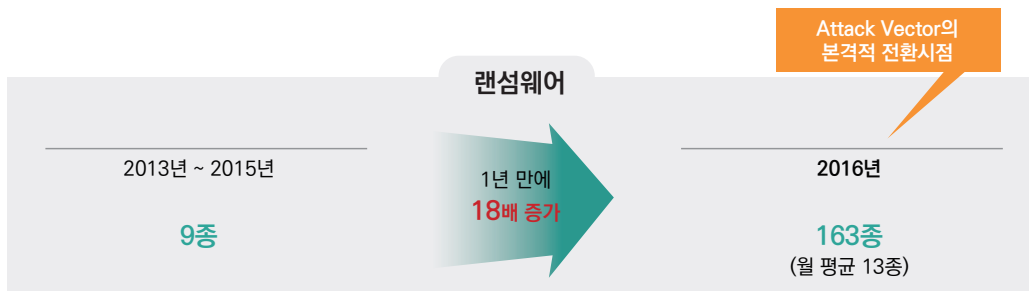 Attack Vector의
본격적 전환시점
랜섬웨어
2013년 ~ 2015년
9종
1년 만에
18배 증가
2016년
163종
(월 평균 13종)